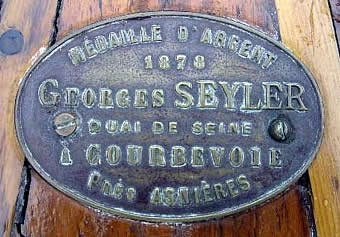 MÉDAILLE D'ARGENT
1878
GEORGES SEYLER
QUAI DE SEINE
A COURBEVOIE
PRÈS ASNIÈRES